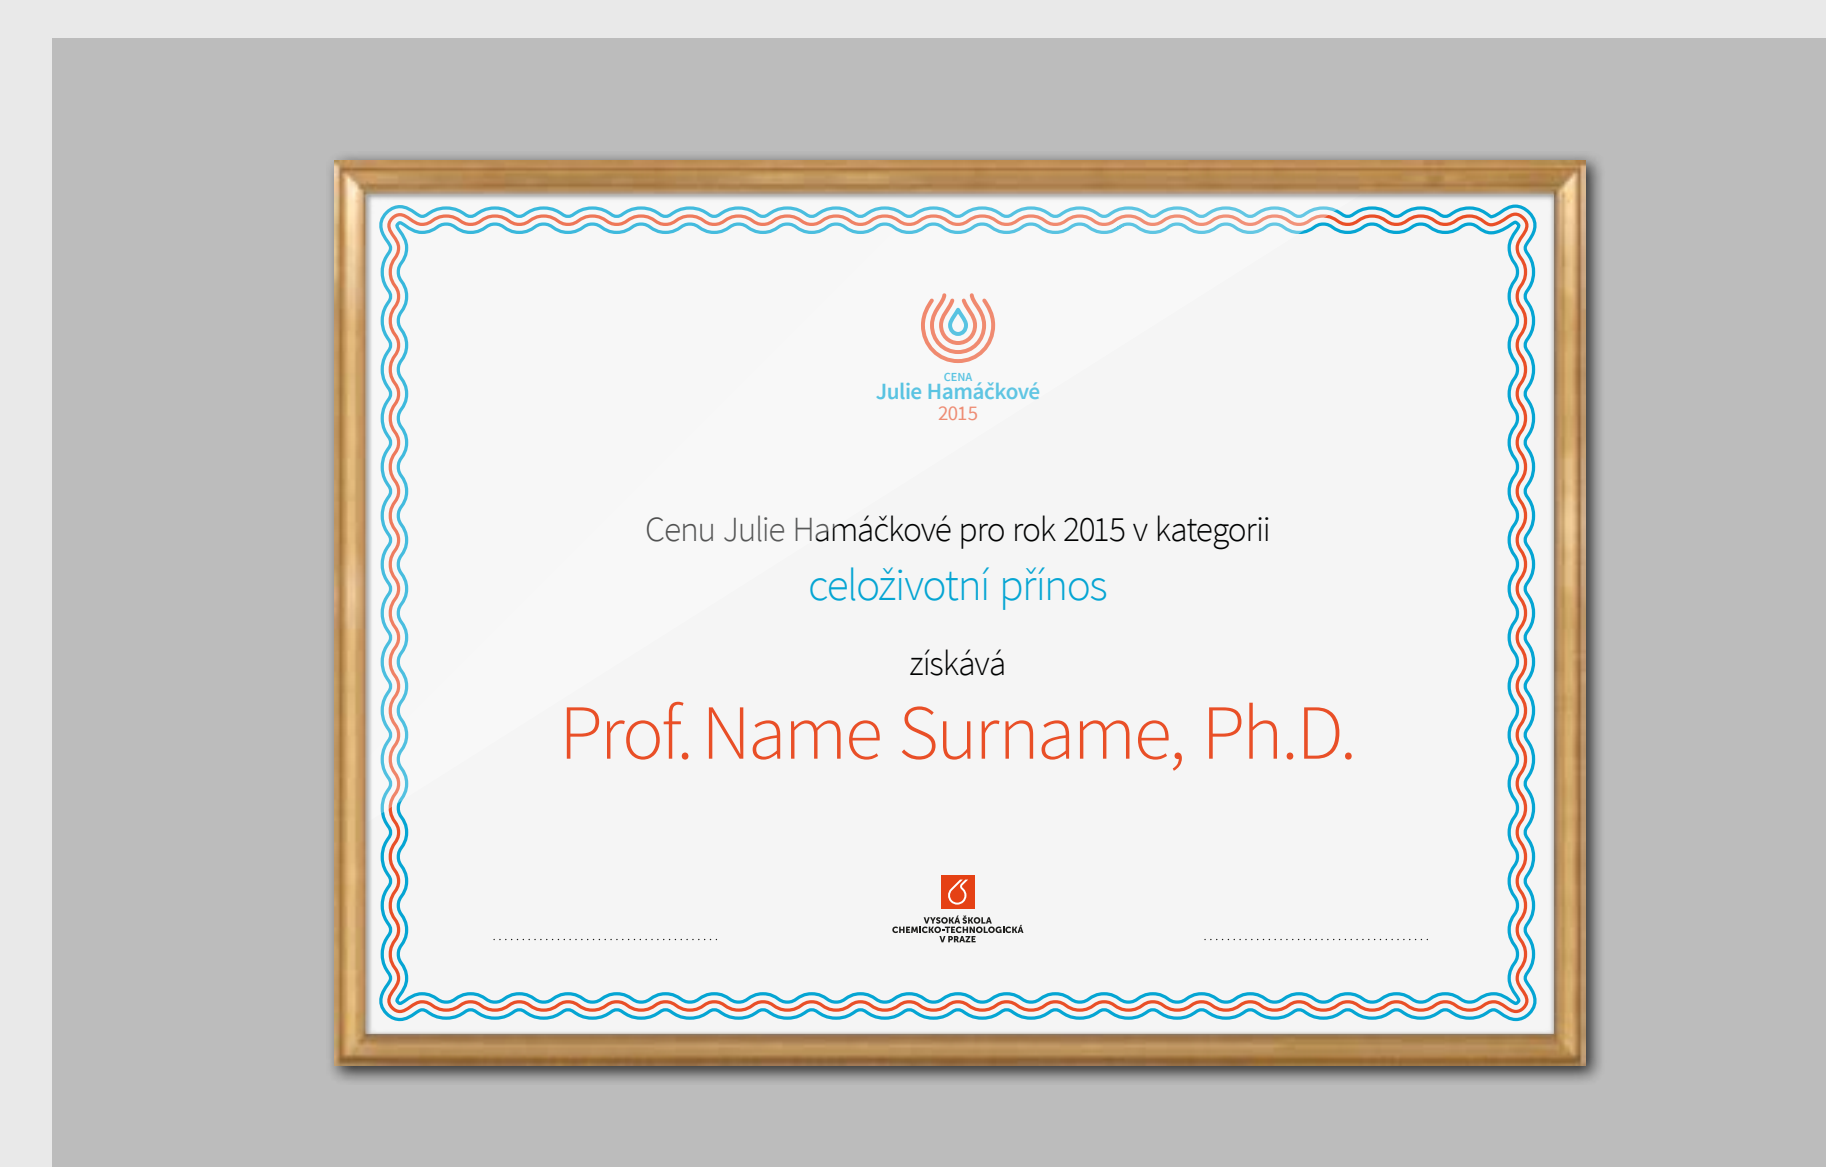 CENA
Julie Hamáčkové
2015
Cenu Julie Hamáčkové pro rok 2015 v kategorii
celoživotní přínos
získává
Prof. Name Surname, Ph.D.
VYSOKÁ ŠKOLA
CHEMICKO-TECHNOLOGICKÁ
V PRAZE